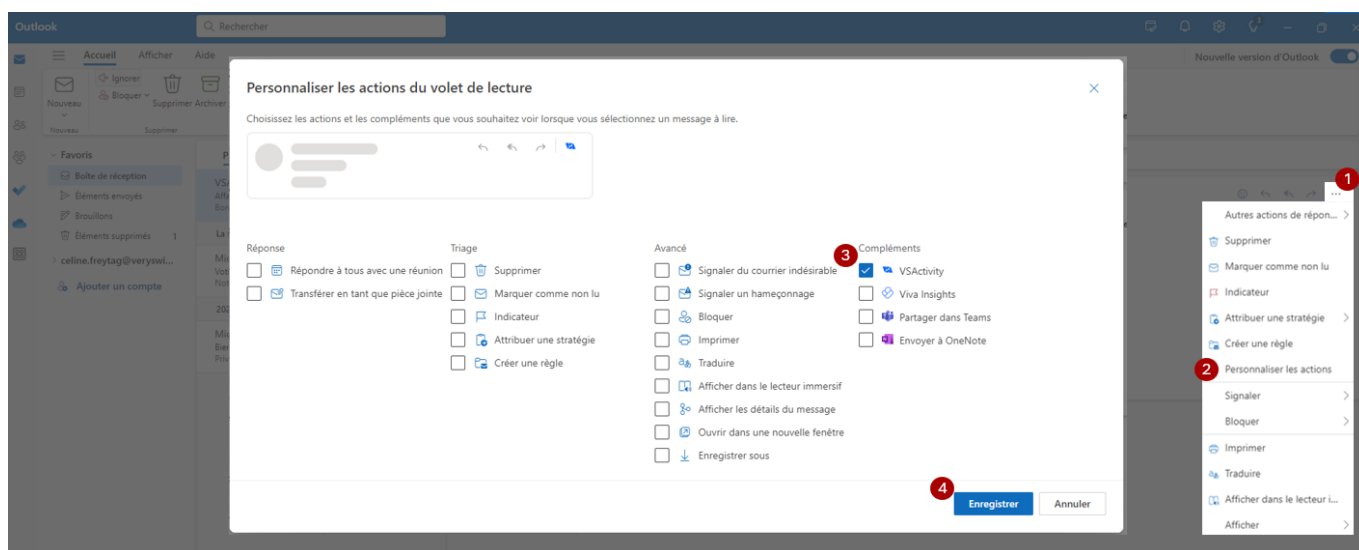 Outlook
Rechercher
Accueil Afficher Aide
Nouvelle version d'Outlook
Nouveau
Ignorer
Bloquer
Supprimer Archiver
Nouveau Supprimer
Favoris
Boîte de réception
Éléments envoyés
Brouillons
Éléments supprimés 1
celine.freytag@veryswi...
Ajouter un compte
Personnaliser les actions du volet de lecture
Choisissez les actions et les compléments que vous souhaitez voir lorsque vous sélectionnez un message à lire.
Réponse
Répondre à tous avec une réunion
Transférer en tant que pièce jointe
Triage
Supprimer
Marquer comme non lu
Indicateur
Attribuer une stratégie
Créer une règle
Avancé
Signaler du courrier indésirable
Signaler un hameçonnage
Bloquer
Imprimer
Traduire
Afficher dans le lecteur immersif
Afficher les détails du message
Ouvrir dans une nouvelle fenêtre
Enregistrer sous
3
Compléments
VSActivity
Viva Insights
Partager dans Teams
Envoyer à OneNote
4
Enregistrer Annuler
1
Autres actions de répon...
Supprimer
Marquer comme non lu
Indicateur
Attribuer une stratégie
Créer une règle
2 Personnaliser les actions
Signaler
Bloquer
Imprimer
Traduire
Afficher dans le lecteur i...
Afficher